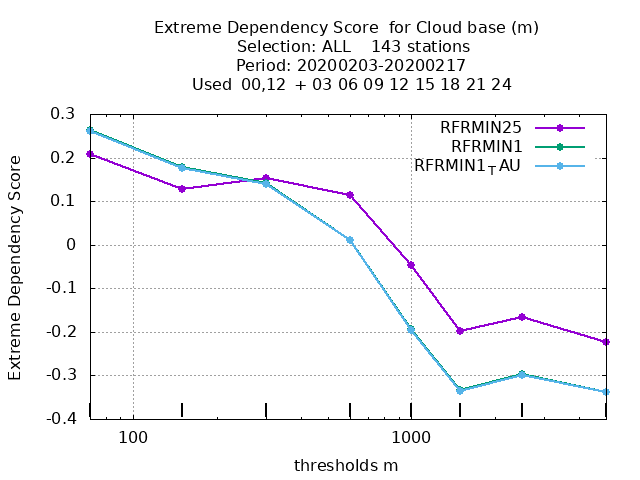 Extreme Dependency Score  for Cloud base (m)
Selection: ALL    143 stations
Period: 20200203-20200217
Used  00,12  + 03 06 09 12 15 18 21 24
0.3
0.2
0.1
0
-0.1
-0.2
-0.3
-0.4
Extreme Dependency Score
RFRMIN25
RFRMIN1
RFRMIN1TAU
100
1000
thresholds m